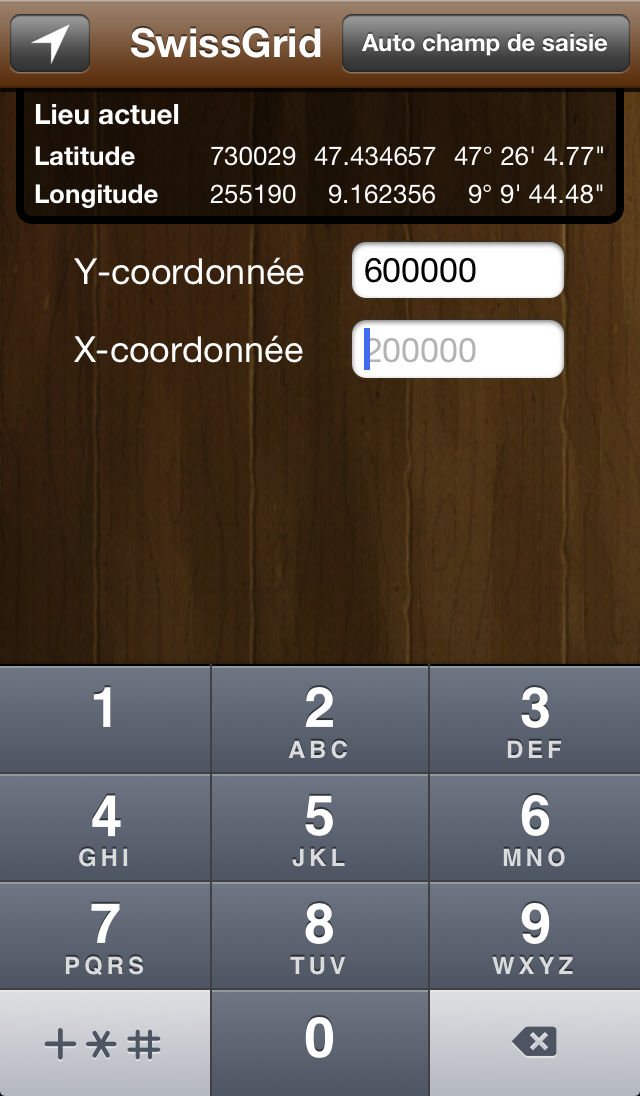 SwissGrid
Auto champ de saisie
Lieu actuel
Latitude 730029 47.434657 47° 26' 4.77"
Longitude 255190 9.162356 9° 9' 44.48"
Y-coordonnée 600000
X-coordonnée 200000
1 2 3
ABC DEF
4 5 6
GHI JKL MNO
7 8 9
PQRS TUV WXYZ
+*# 0